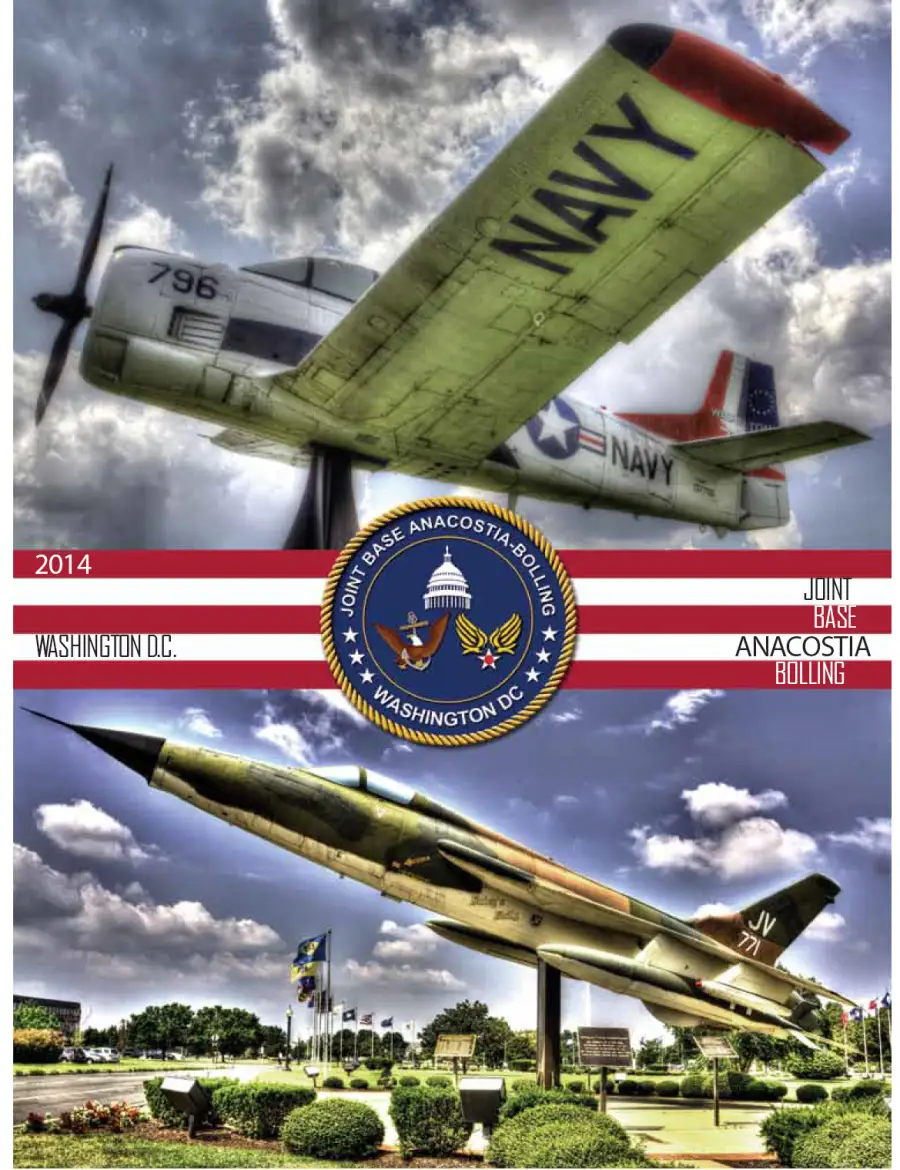 NAVY
796
NAVY
2014
WASHINGTON D.C.
JOINT BASE ANACOSTIA-BOLLING
WASHINGTON DC
JOINT
BASE
ANACOSTIA
BOLLING
JV
771